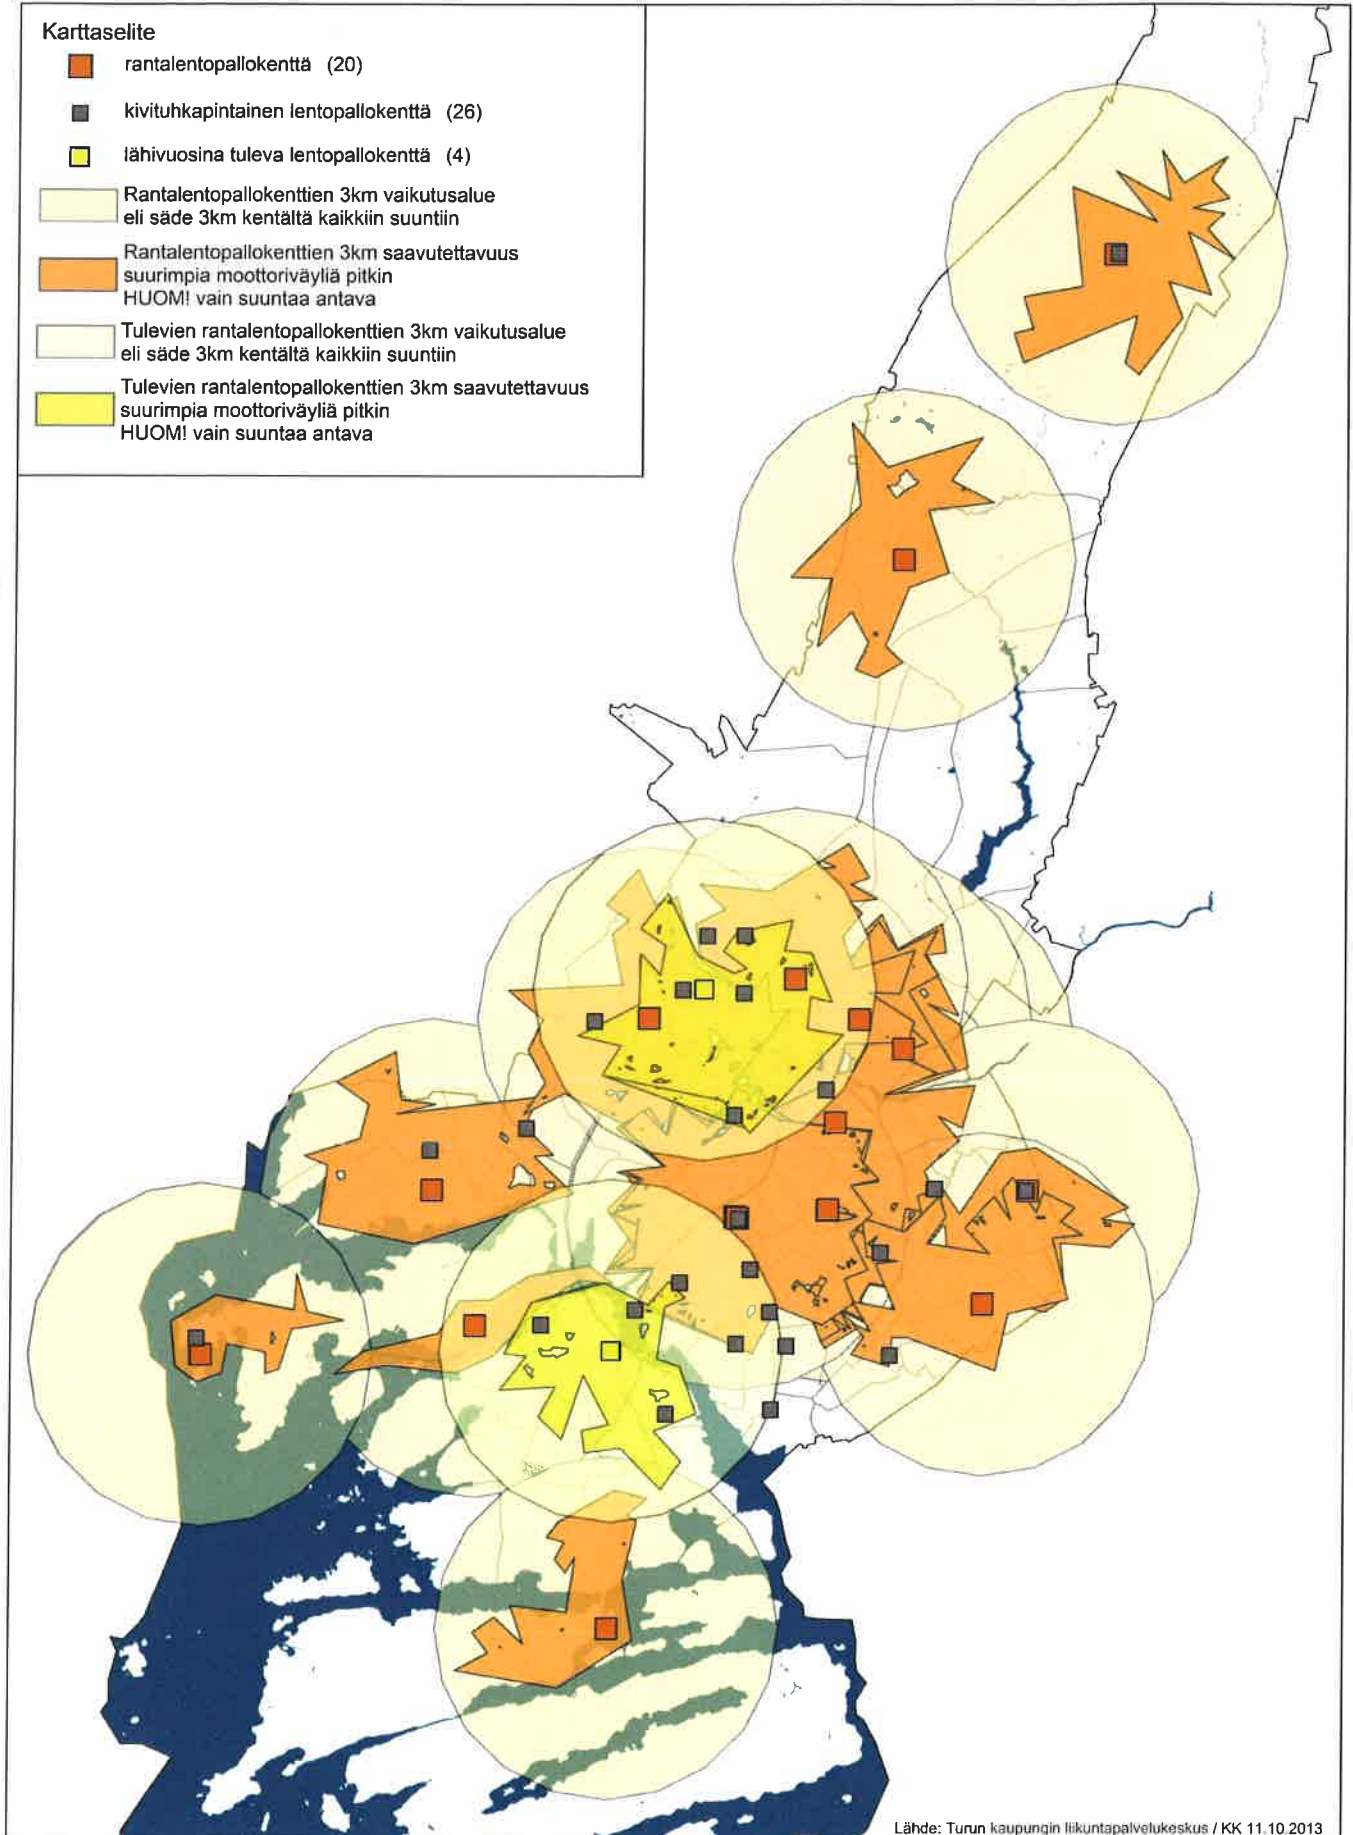 Karttaselite
rantalentopallokenttä (20)
kivituhkapintainen lentopallokenttä (26)
lähivuosina tuleva lentopallokenttä (4)
Rantalentopallokenttien 3km vaikutusalue
eli säde 3km kentältä kaikkiin suuntiin
Rantalentopallokenttien 3km saavutettavuus
suurimpia moottoriväyliä pitkin
HUOM! vain suuntaa antava
Tulevien rantalentopallokenttien 3km vaikutusalue
eli säde 3km kentältä kaikkiin suuntiin
Tulevien rantalentopallokenttien 3km saavutettavuus
suurimpia moottoriväyliä pitkin
HUOM! vain suuntaa antava
Lähde: Turun kaupungin liikuntapalvelukeskus / KK 11.10.2013